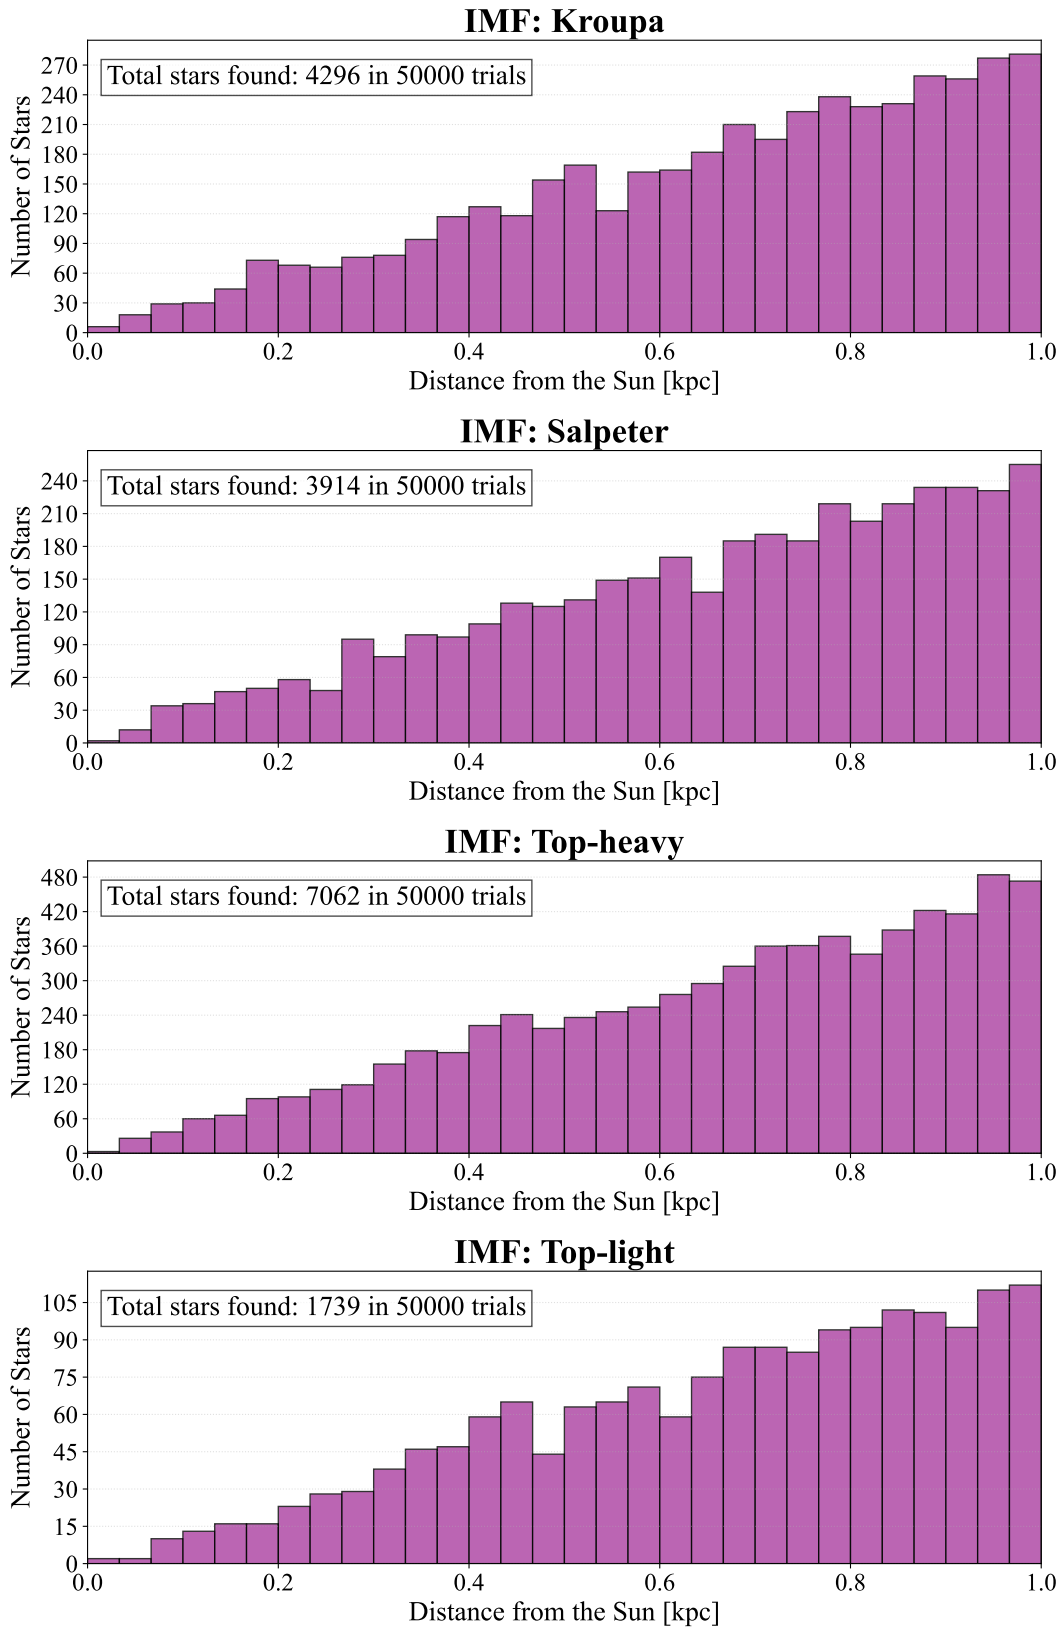 IMF: Kroupa
Total stars found: 4296 in 50000 trials
Number of Stars
270
240
210
180
150
120
90
60
30
0
0.0 0.2 0.4 0.6 0.8 1.0
Distance from the Sun [kpc]
IMF: Salpeter
Total stars found: 3914 in 50000 trials
Number of Stars
240
210
180
150
120
90
60
30
0
0.0 0.2 0.4 0.6 0.8 1.0
Distance from the Sun [kpc]
IMF: Top-heavy
Total stars found: 7062 in 50000 trials
Number of Stars
480
420
360
300
240
180
120
60
0
0.0 0.2 0.4 0.6 0.8 1.0
Distance from the Sun [kpc]
IMF: Top-light
Total stars found: 1739 in 50000 trials
Number of Stars
105
90
75
60
45
30
15
0
0.0 0.2 0.4 0.6 0.8 1.0
Distance from the Sun [kpc]